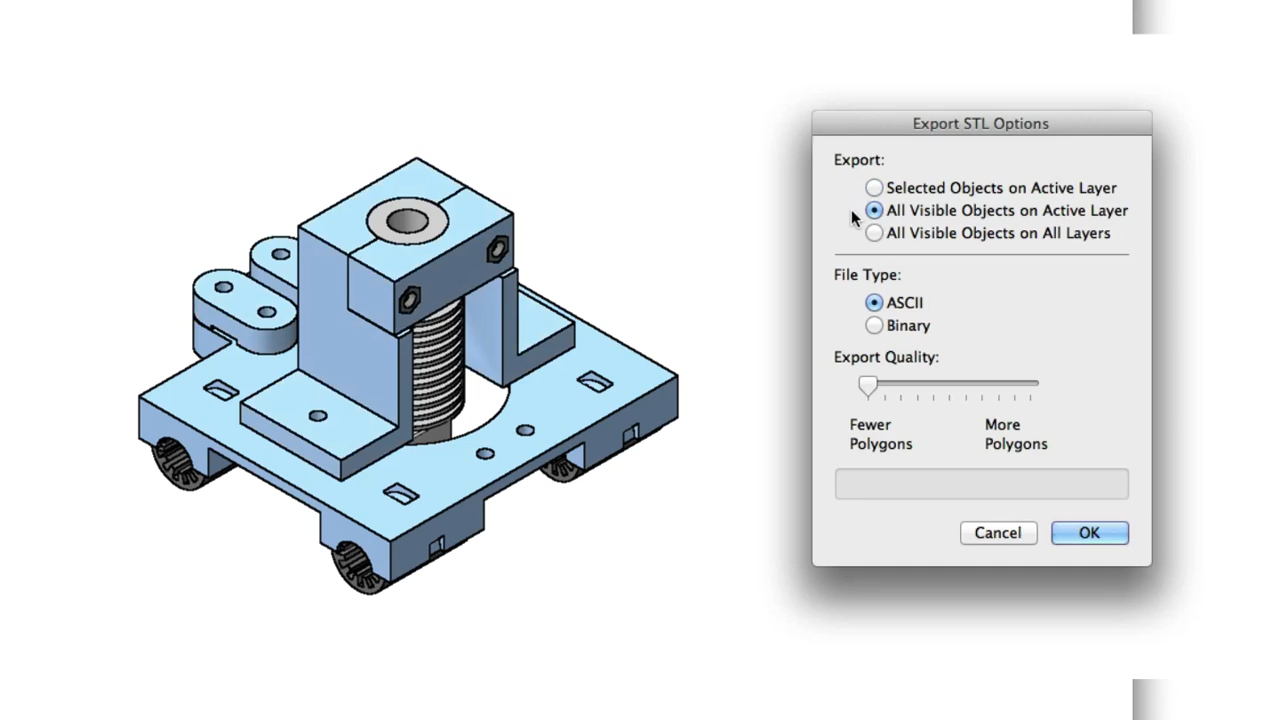 Export STL Options
Export:
Selected Objects on Active Layer
All Visible Objects on Active Layer
All Visible Objects on All Layers
File Type:
ASCII
Binary
Export Quality:
Fewer Polygons
More Polygons
Cancel
OK